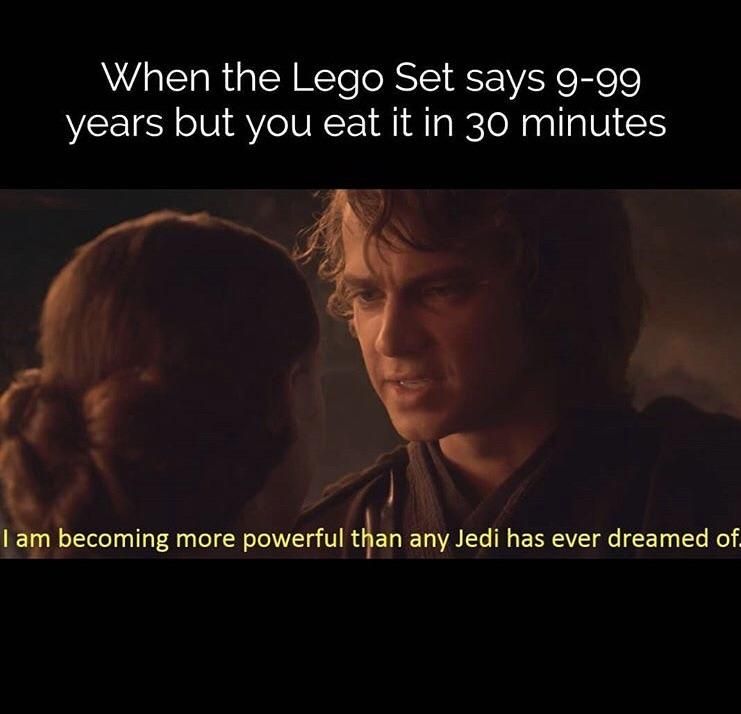 When the Lego Set says 9-99
years but you eat it in 30 minutes
I am becoming more powerful than any Jedi has ever dreamed of.